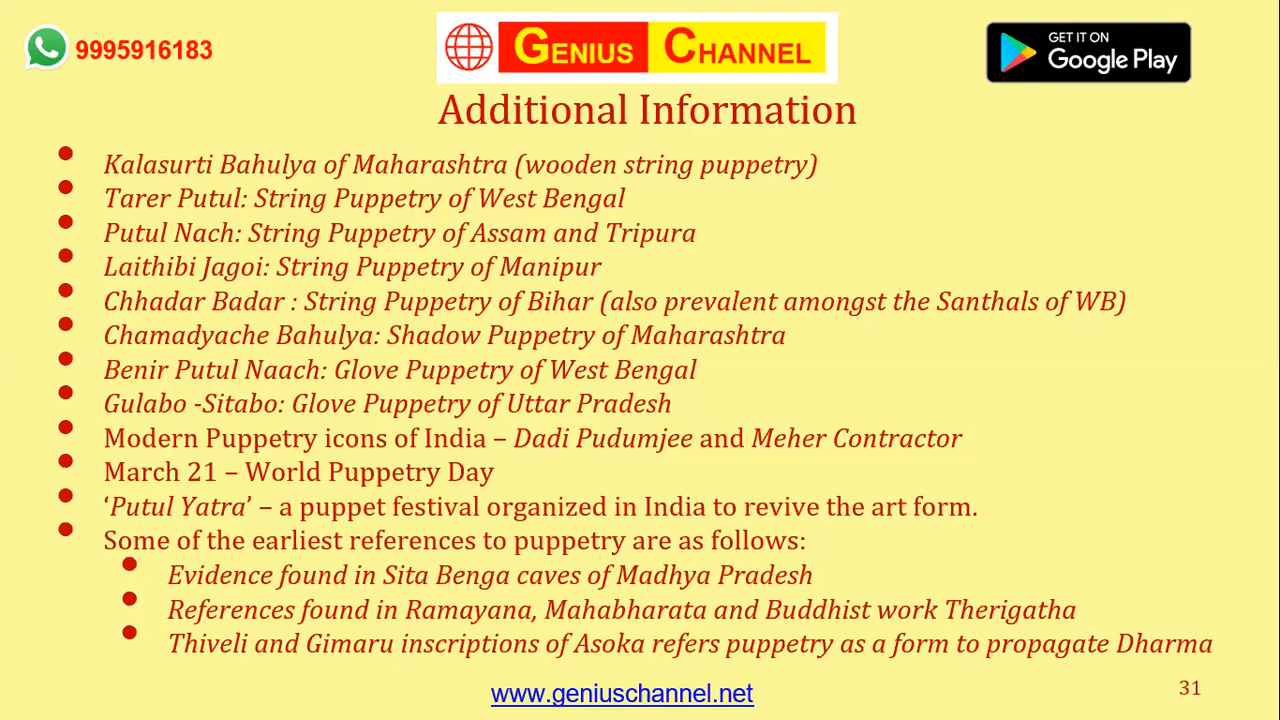 9995916183
GENIUS CHANNEL
GET IT ON
Google Play
Additional Information
Kalasurti Bahulya of Maharashtra (wooden string puppetry)
Tarer Putul: String Puppetry of West Bengal
Putul Nach: String Puppetry of Assam and Tripura
Laithibi Jagoi: String Puppetry of Manipur
Chhadar Badar : String Puppetry of Bihar (also prevalent amongst the Santhals of WB)
Chamadyache Bahulya: Shadow Puppetry of Maharashtra
Benir Putul Naach: Glove Puppetry of West Bengal
Gulabo -Sitabo: Glove Puppetry of Uttar Pradesh
Modern Puppetry icons of India – Dadi Pudumjee and Meher Contractor
March 21 – World Puppetry Day
‘Putul Yatra’ – a puppet festival organized in India to revive the art form.
Some of the earliest references to puppetry are as follows:
Evidence found in Sita Benga caves of Madhya Pradesh
References found in Ramayana, Mahabharata and Buddhist work Therigatha
Thiveli and Gimaru inscriptions of Asoka refers puppetry as a form to propagate Dharma
www.geniuschannel.net
31